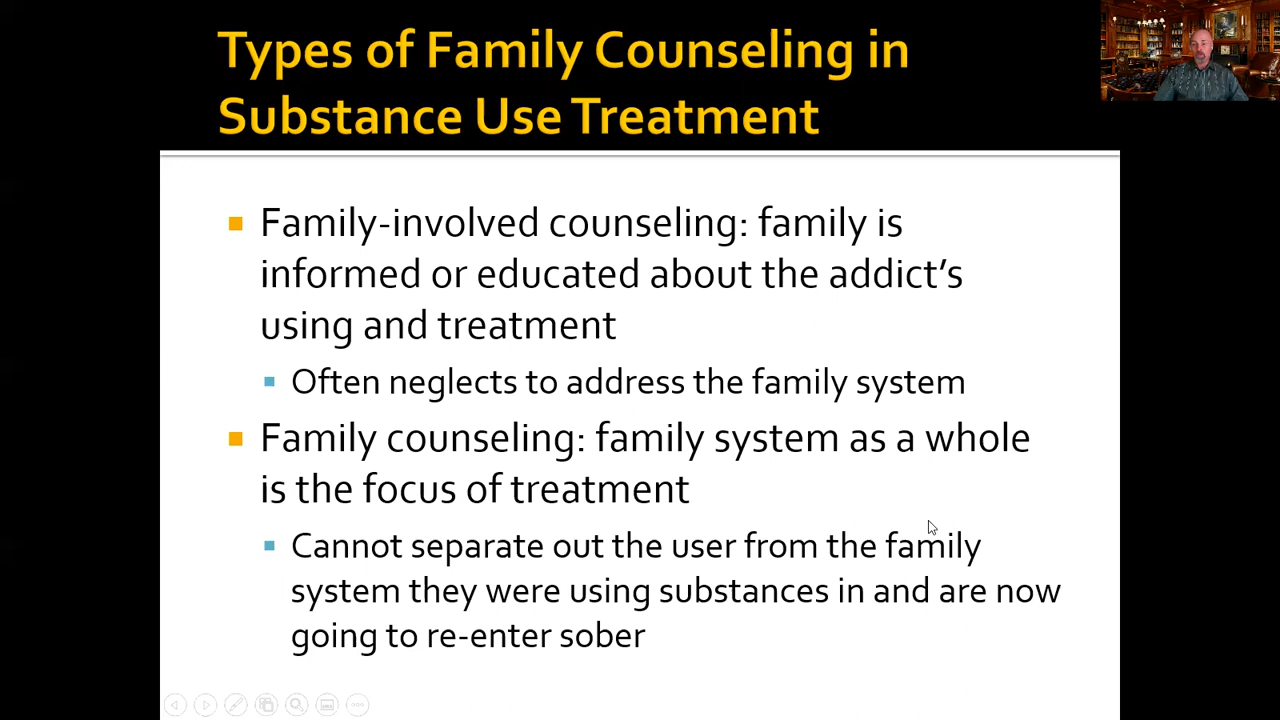 Types of Family Counseling in
Substance Use Treatment
Family-involved counseling: family is
informed or educated about the addict’s
using and treatment
Often neglects to address the family system
Family counseling: family system as a whole
is the focus of treatment
Cannot separate out the user from the family
system they were using substances in and are now
going to re-enter sober